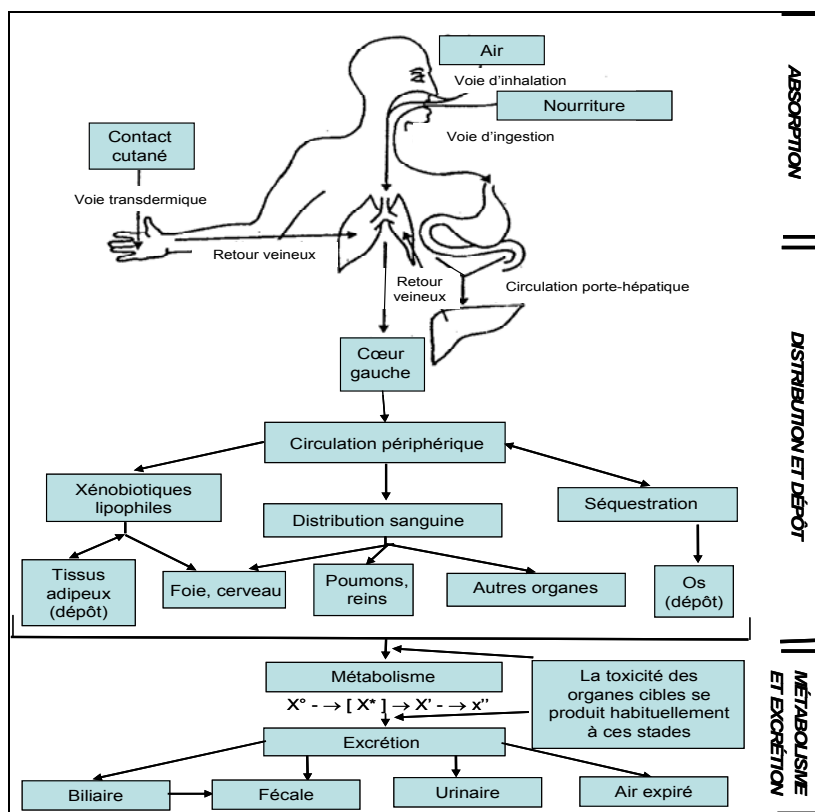 Air
Voie d'inhalation
Nourriture
Voie d'ingestion
Contact
cutané
Voie transdermique
Retour veineux
Retour
veineux
Circulation porte-hépatique
ABSORPTION
Cœur
gauche
Circulation périphérique
Xénobiotiques
lipophiles
Distribution sanguine
Séquestration
Tissus
adipeux
(dépôt)
Foie, cerveau
Poumons,
reins
Autres organes
Os
(dépôt)
DISTRIBUTION ET DÉPÔT
Métabolisme
X° - → [ X* ] → X' - → x''
La toxicité des
organes cibles se
produit habituellement
à ces stades
Excrétion
Biliaire
Fécale
Urinaire
Air expiré
MÉTABOLISME
ET EXCRÉTION